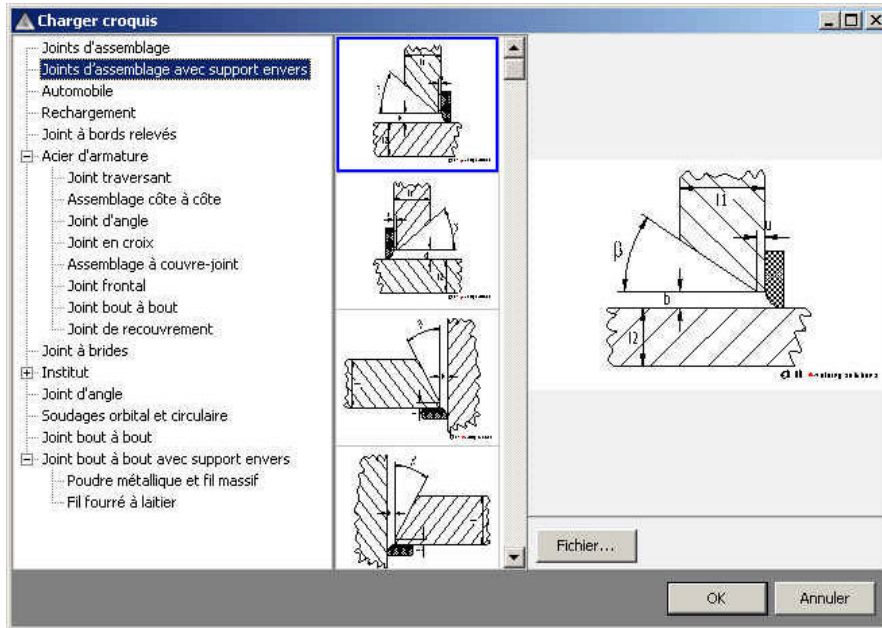 Charger croquis
Joints d'assemblage
Joints d'assemblage avec support envers
Automobile
Rechargement
Joint à bords relevés
Acier d'armature
Joint traversant
Assemblage côte à côte
Joint d'angle
Joint en croix
Assemblage à couvre-joint
Joint frontal
Joint bout à bout
Joint de recouvrement
Joint à brides
Institut
Joint d'angle
Soudages orbital et circulaire
Joint bout à bout
Joint bout à bout avec support envers
Poudre métallique et fil massif
Fil fourré à laitier
l1
u
β
b
l2
welding solutions
Fichier...
OK
Annuler